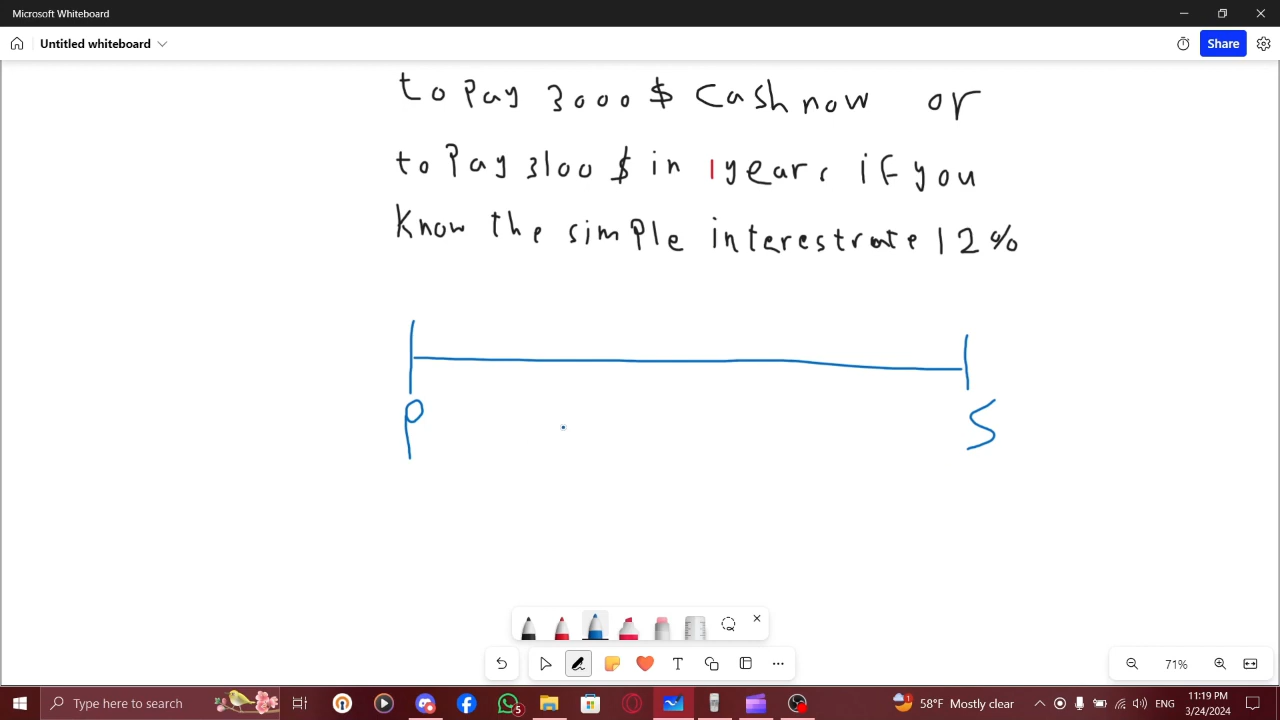 Microsoft Whiteboard
Untitled whiteboard
Share
to Pay 3000 $ Cash now or
to Pay 3100 $ in 1 years if you
Know the simple interestrate 12%
P
S
71%
Type here to search
5
58°F Mostly clear
ENG
11:19 PM
3/24/2024